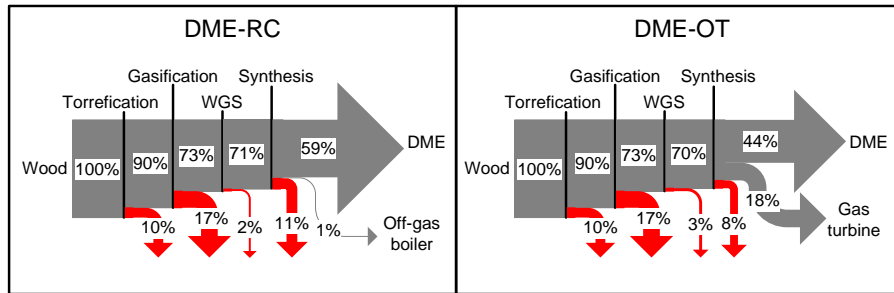 DME-RC
Gasification
Synthesis
Torrefication
WGS
Wood
100%
90%
73%
71%
59%
DME
10%
17%
2%
11%
1%
Off-gas
boiler
DME-OT
Gasification
Synthesis
Torrefication
WGS
Wood
100%
90%
73%
70%
44%
DME
18%
10%
17%
3%
8%
Gas
turbine